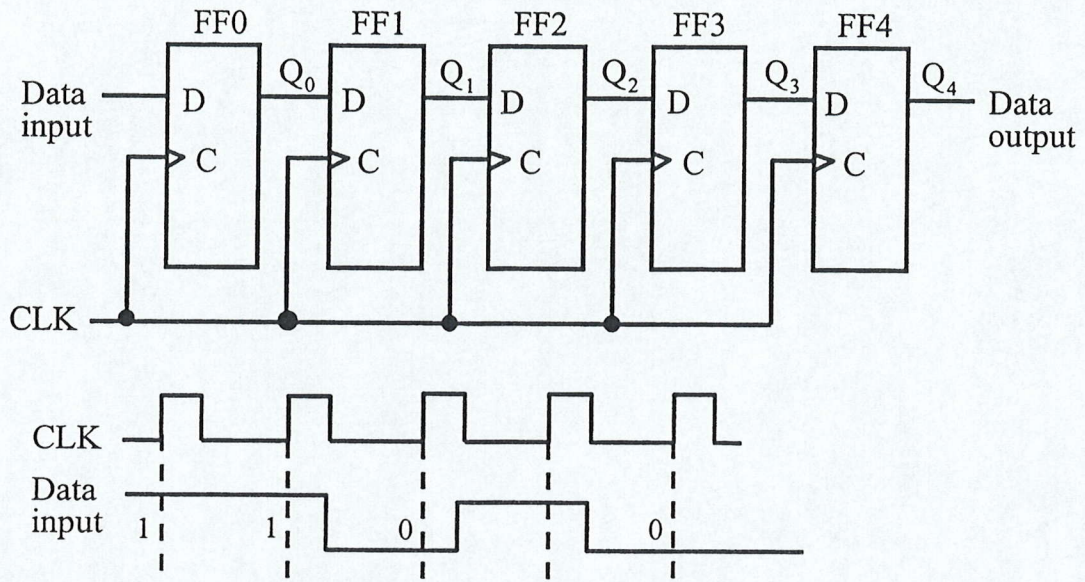 FF0 FF1 FF2 FF3 FF4
Data input
D Q₀ D Q₁ D Q₂ D Q₃ D Q₄
Data output
C C C C C
CLK
CLK
Data input
1 1 0 0